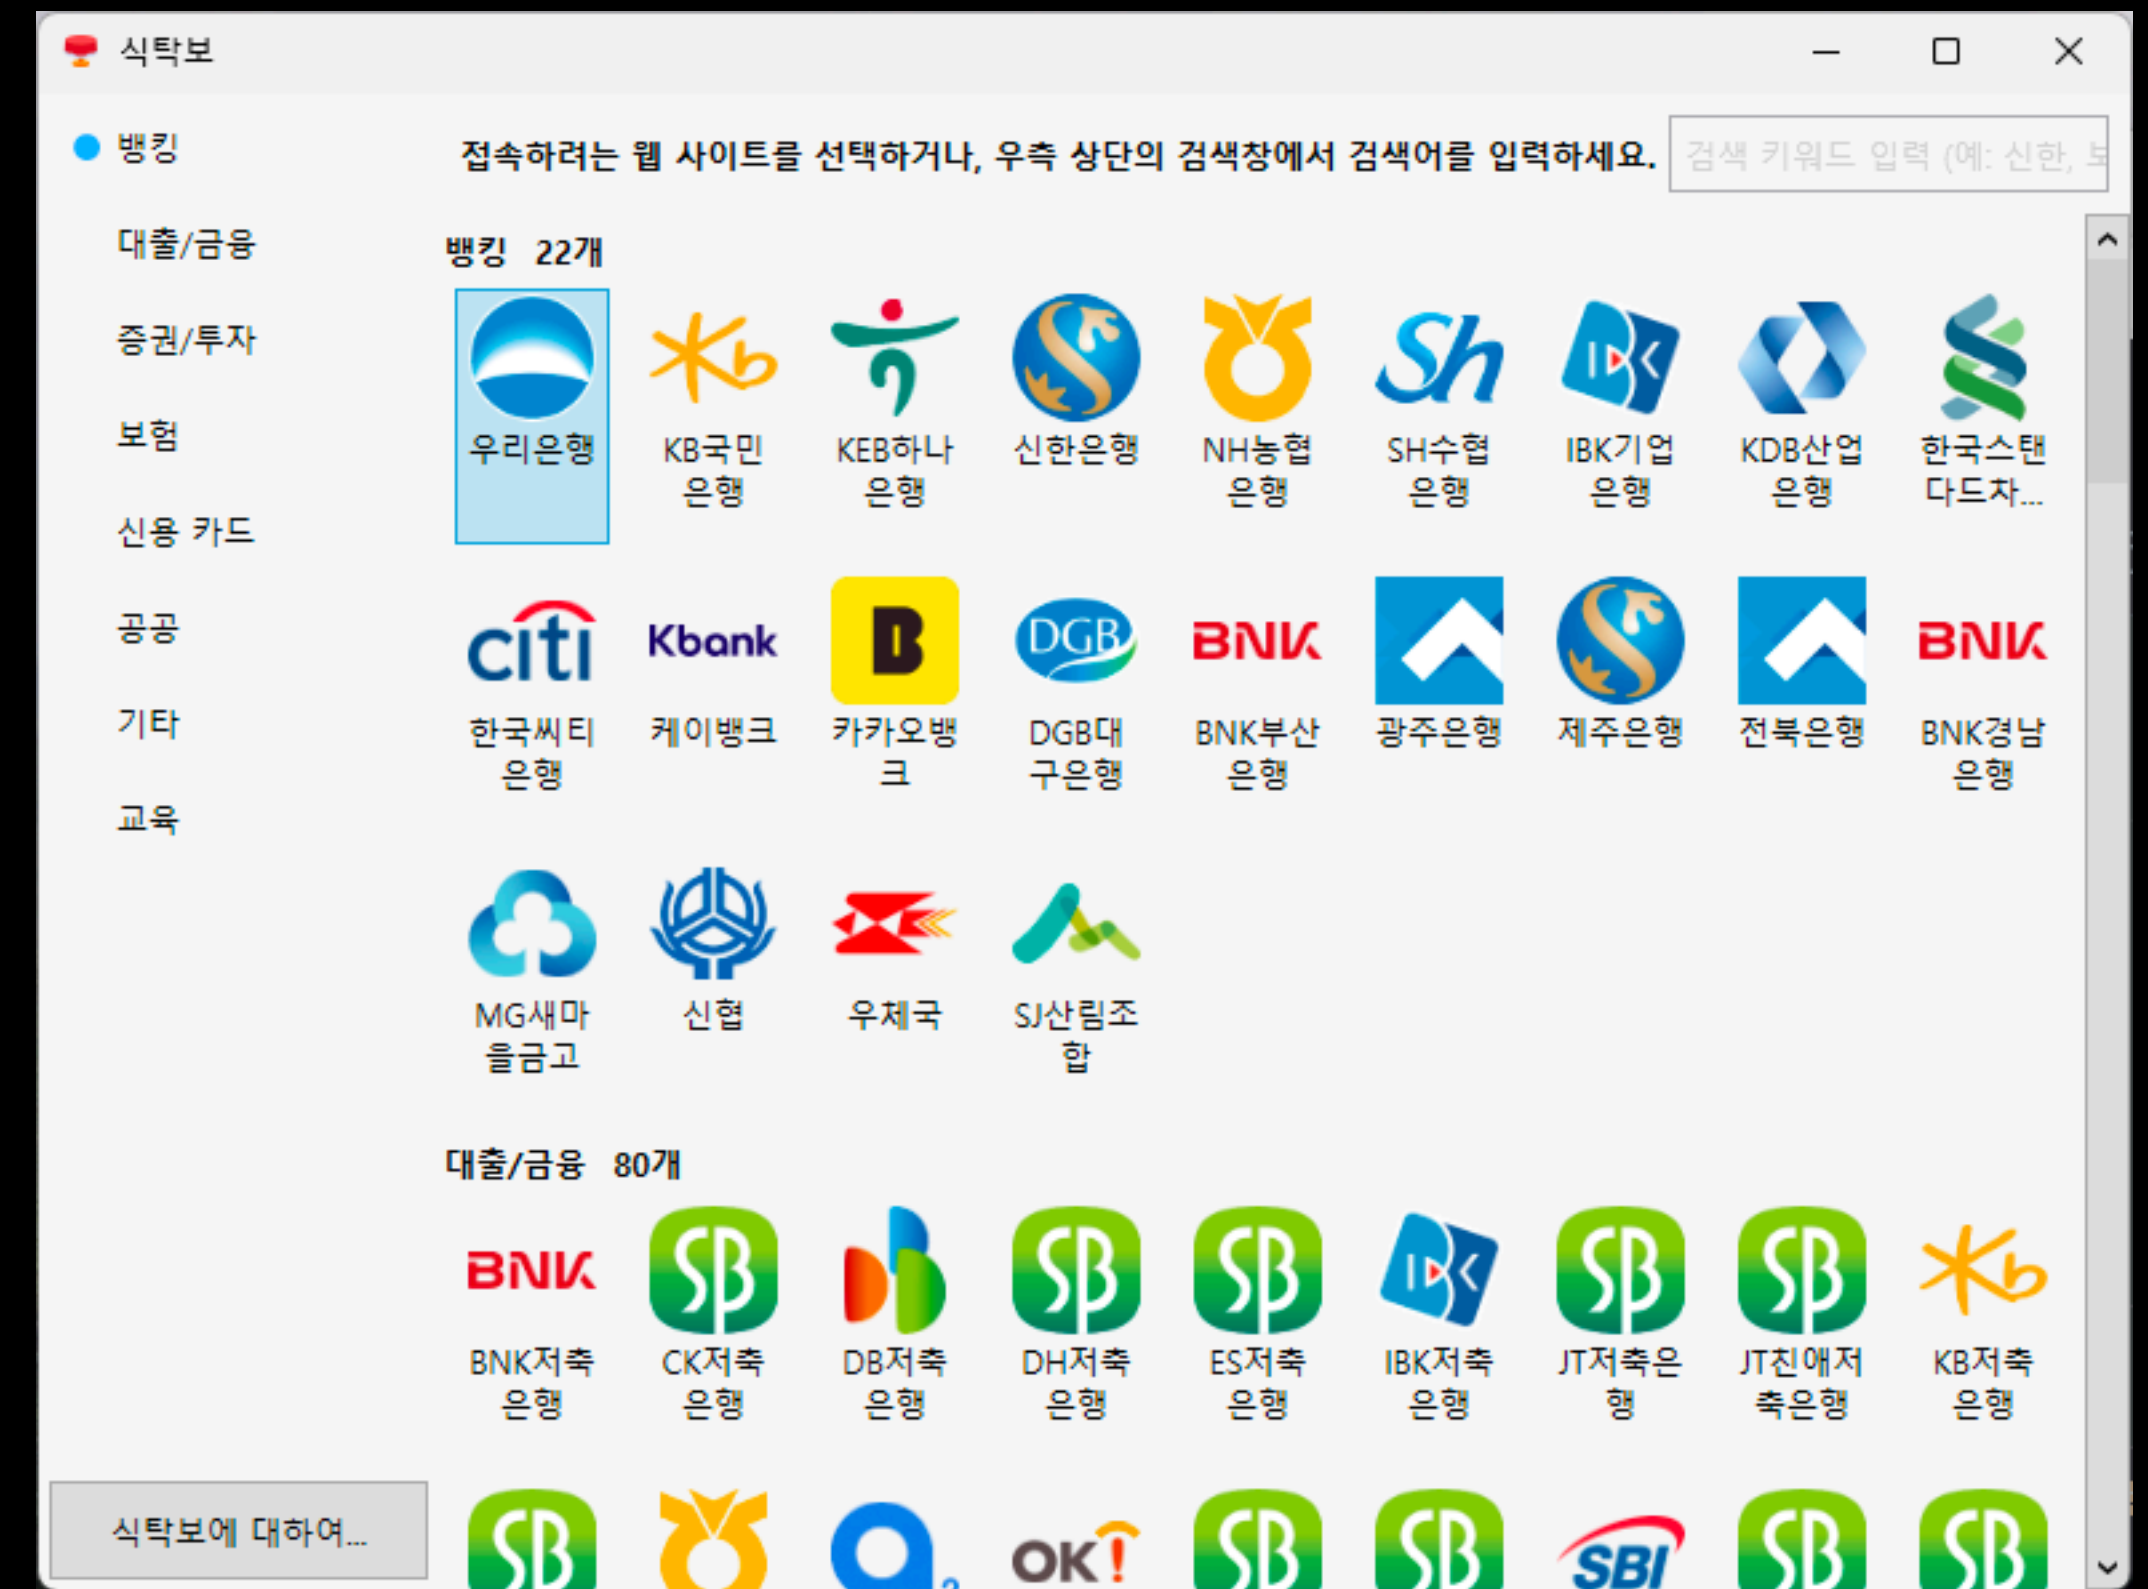 식탁보
뱅킹
대출/금융
증권/투자
보험
신용 카드
공공
기타
교육
식탁보에 대하여...
접속하려는 웹 사이트를 선택하거나, 우측 상단의 검색창에서 검색어를 입력하세요.
검색 키워드 입력 (예: 신한,
뱅킹 22개
Sh
IBK
우리은행
KB국민
은행
KEB하나
은행
신한은행
NH농협
은행
SH수협
은행
IBK기업
은행
KDB산업
은행
한국스탠
다드차...
citi
Kbank
B
DGB
BNK
BNK
한국씨티
은행
케이뱅크
카카오뱅
크
DGB대
구은행
BNK부산
은행
광주은행
제주은행
전북은행
BNK경남
은행
MG새마
을금고
신협
우체국
SJ산림조
합
대출/금융 80개
BNK
SB
SB
SB
IBK
SB
SB
Kb
BNK저축
은행
CK저축
은행
DB저축
은행
DH저축
은행
ES저축
은행
IBK저축
은행
JT저축은
행
JT친애저
축은행
KB저축
은행
SB
OK!
SB
SB
SBI
SB
SB